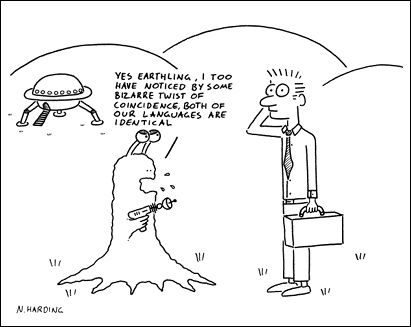 YES EARTHLING, I TOO
HAVE NOTICED BY SOME
BIZARRE TWIST OF
COINCIDENCE, BOTH OF
OUR LANGUAGES ARE
IDENTICAL
N.HARDING